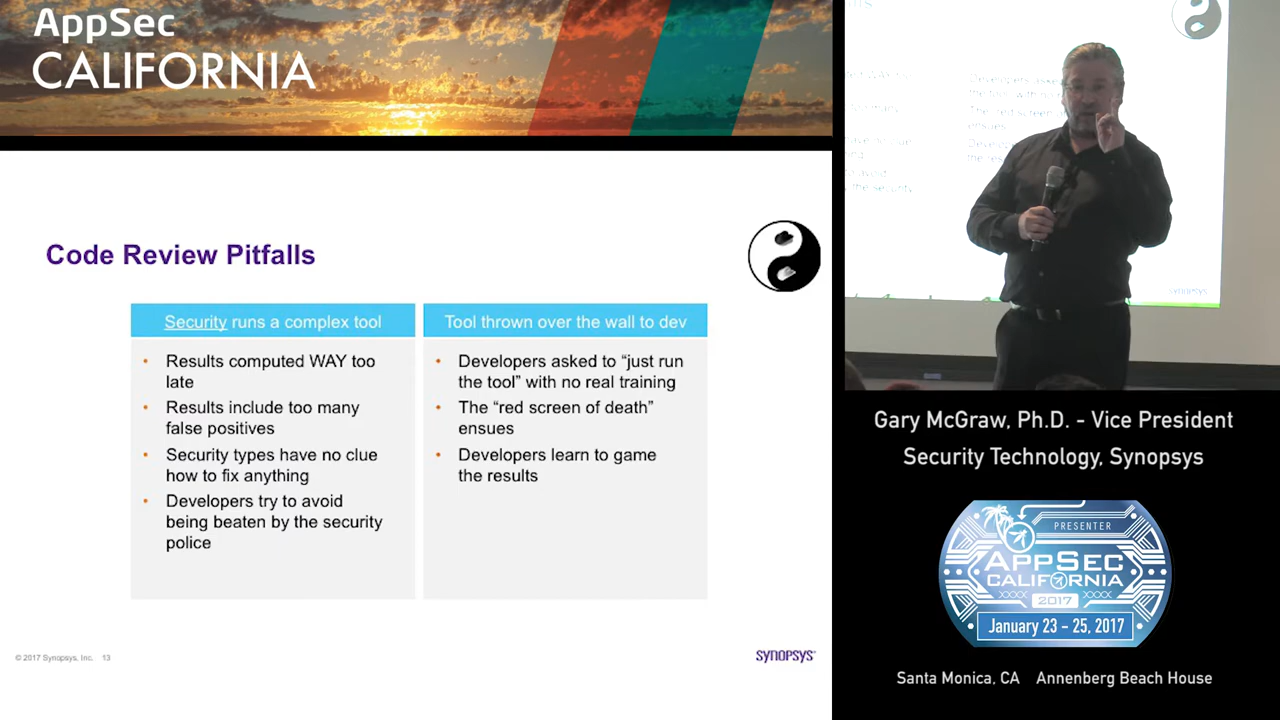 AppSec
CALIFORNIA
Code Review Pitfalls
Security runs a complex tool
• Results computed WAY too
late
• Results include too many
false positives
• Security types have no clue
how to fix anything
• Developers try to avoid
being beaten by the security
police
Tool thrown over the wall to dev
• Developers asked to “just run
the tool” with no real training
• The “red screen of death”
ensues
• Developers learn to game
the results
© 2017 Synopsys, Inc. 13
SYNOPSYS®
the security
synopsys
Gary McGraw, Ph.D. - Vice President
Security Technology, Synopsys
PRESENTER
APPSEC
CALIFORNIA
XXXX 2017 XXXX
January 23 – 25, 2017
Santa Monica, CA Annenberg Beach House